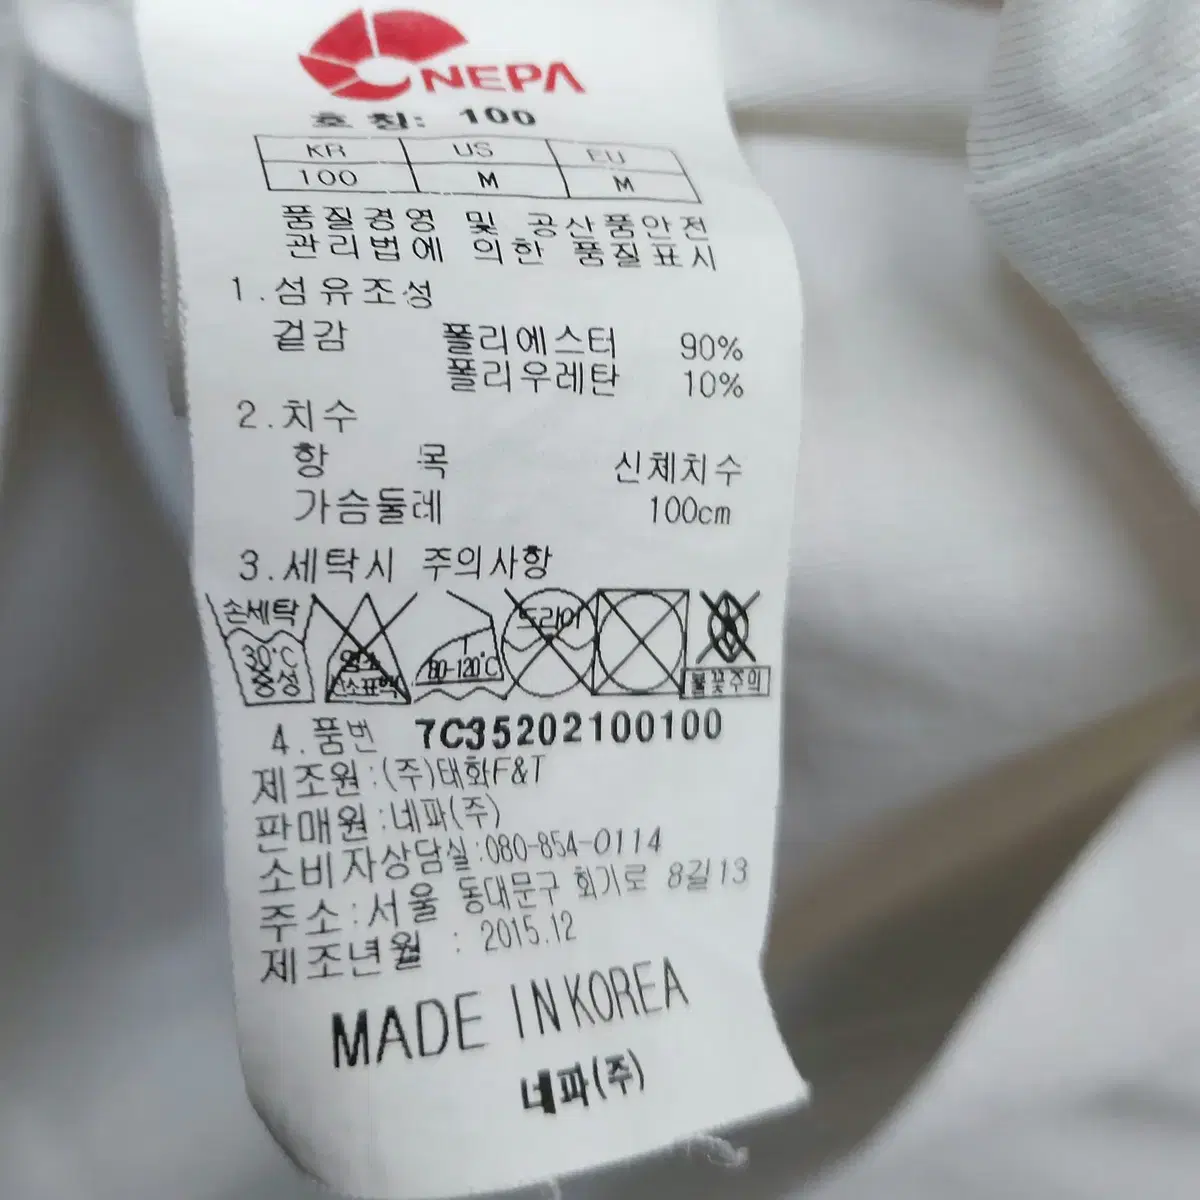 NEPA
호 칭: 100
KR US EU
100 M M
품질경영 및 공산품안전
관리법에 의한 품질표시
1.섬유조성
겉감 폴리에스터 90%
폴리우레탄 10%
2.치수
항 목 신체치수
가슴둘레 100cm
3.세탁시 주의사항
손세탁 30°C 중성
염소 산소표백
80-120°C
드라이
불꽃주의
4.품번 7C35202100100
제조원:(주)태화F&T
판매원:네파(주)
소비자상담실:080-854-0114
주소:서울 동대문구 회기로 8길 13
제조년월 : 2015.12
MADE IN KOREA
네파(주)